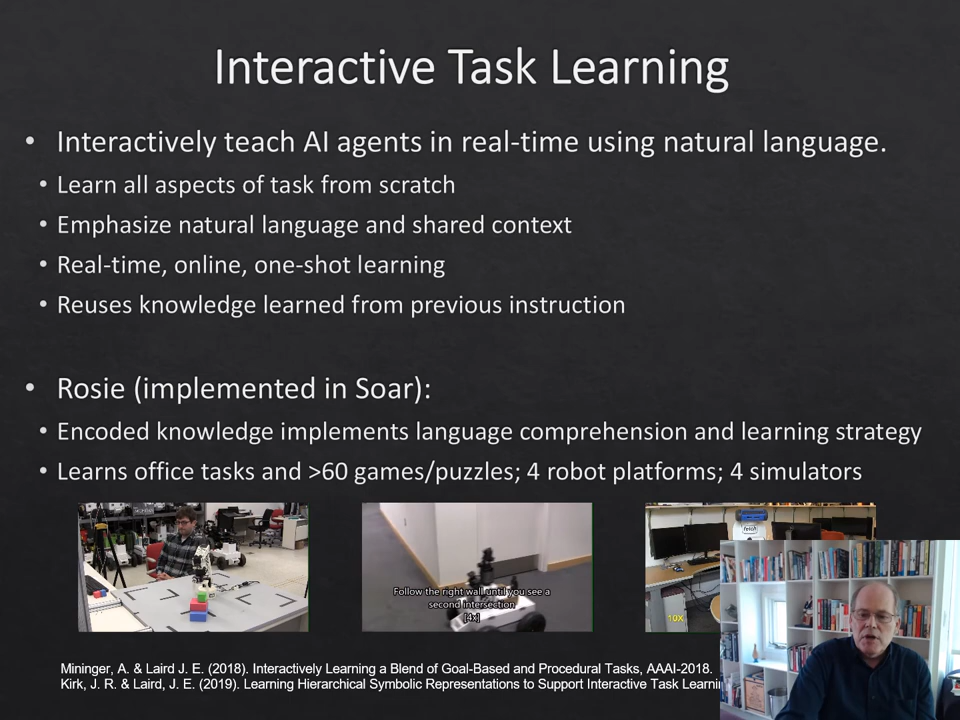 Interactive Task Learning
• Interactively teach AI agents in real-time using natural language.
• Learn all aspects of task from scratch
• Emphasize natural language and shared context
• Real-time, online, one-shot learning
• Reuses knowledge learned from previous instruction
• Rosie (implemented in Soar):
• Encoded knowledge implements language comprehension and learning strategy
• Learns office tasks and >60 games/puzzles; 4 robot platforms; 4 simulators
fetch
Follow the right wall until you see a
second intersection
[4x]
10X
Mininger, A. & Laird J. E. (2018). Interactively Learning a Blend of Goal-Based and Procedural Tasks, AAAI-2018.
Kirk, J. R. & Laird, J. E. (2019). Learning Hierarchical Symbolic Representations to Support Interactive Task